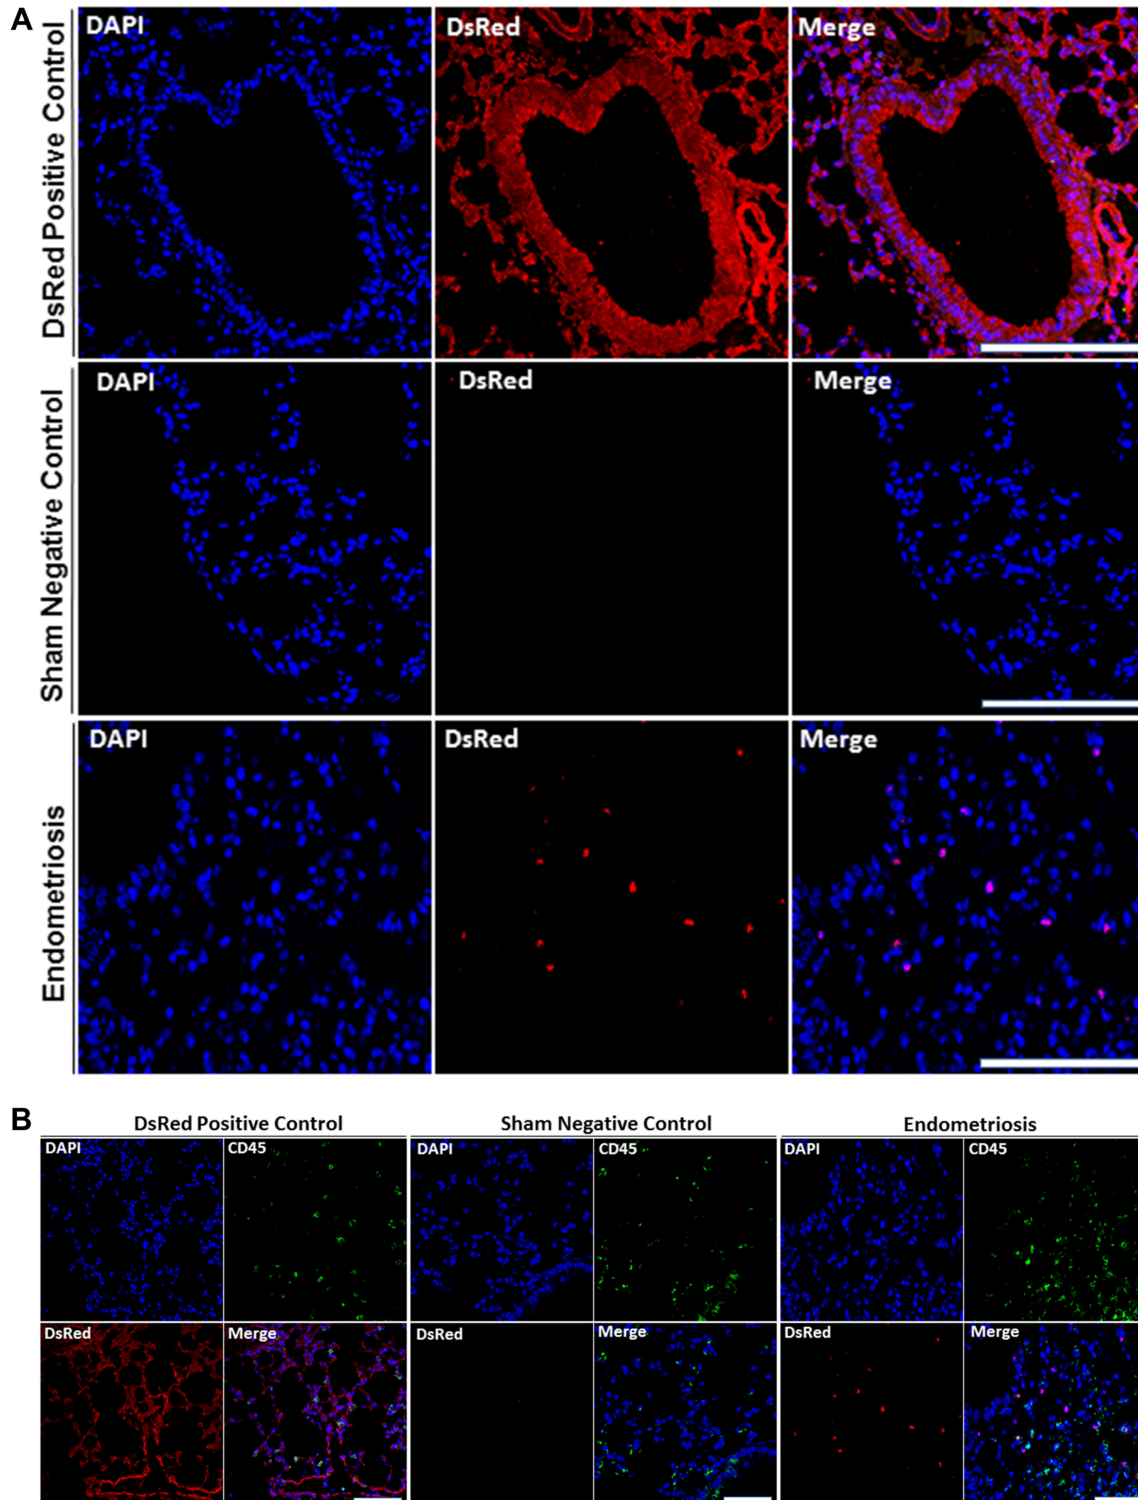 A
DsRed Positive Control
DAPI
DsRed
Merge
Sham Negative Control
DAPI
DsRed
Merge
Endometriosis
DAPI
DsRed
Merge
B
DsRed Positive Control
Sham Negative Control
Endometriosis
DAPI
CD45
DAPI
CD45
DAPI
CD45
DsRed
Merge
DsRed
Merge
DsRed
Merge